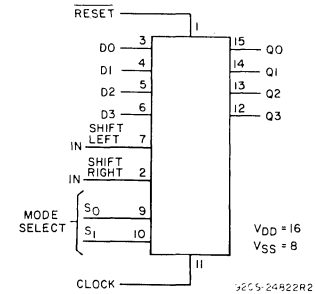 RESET
1
D0 3 15 Q0
D1 4 14 Q1
D2 5 13 Q2
D3 6 12 Q3
SHIFT
LEFT 7
IN
SHIFT
RIGHT 2
IN
MODE
SELECT
S0 9
S1 10
VDD = 16
VSS = 8
11
CLOCK
92CS-24822R2